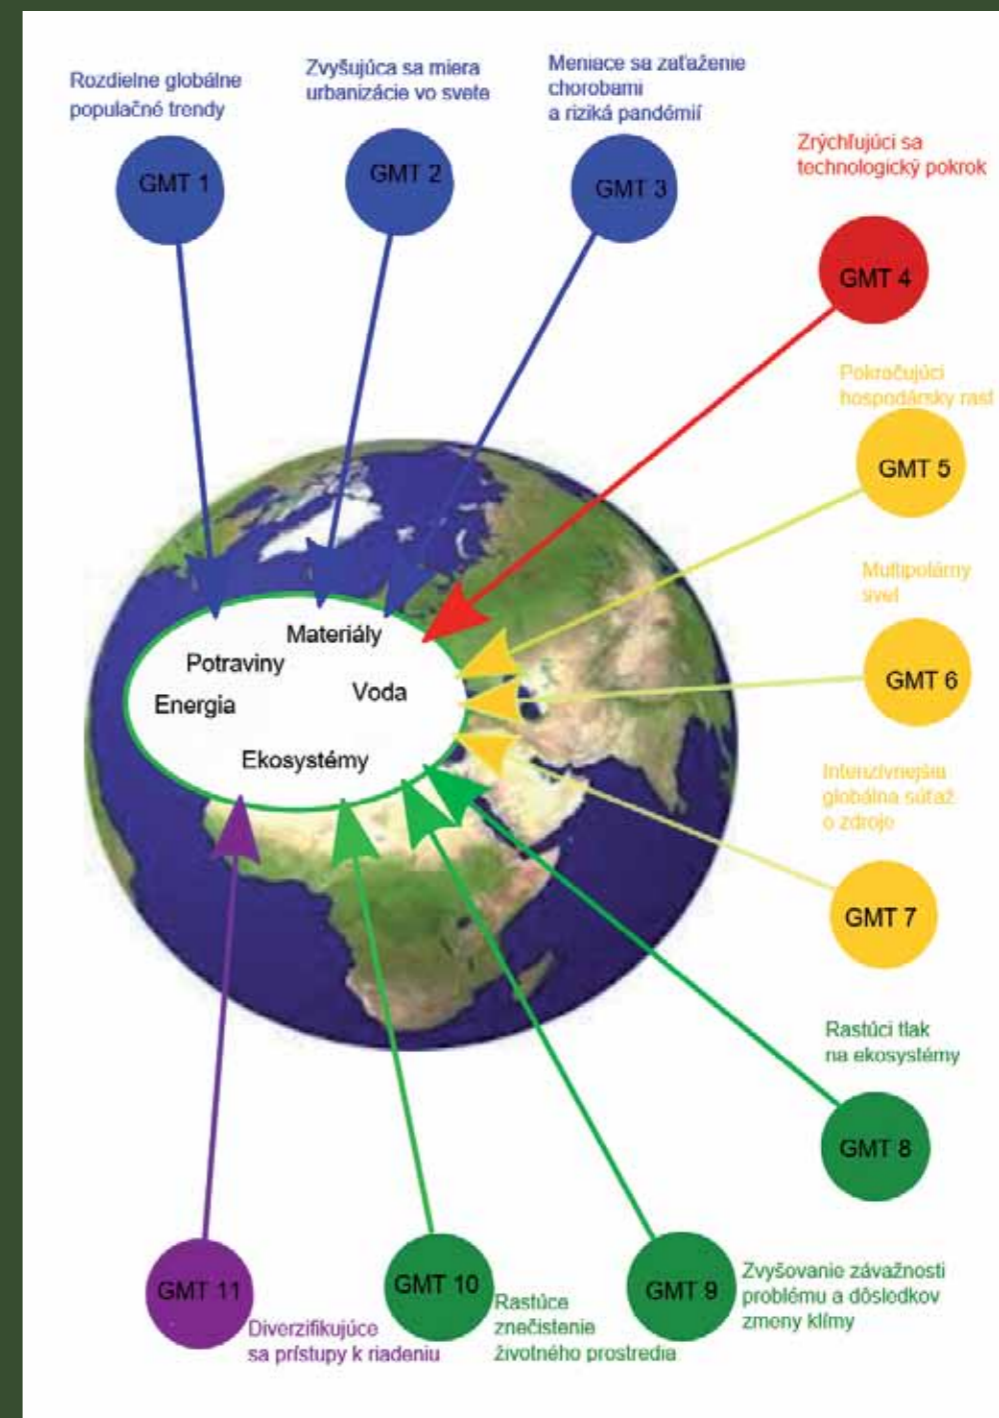 Rozdielne globálne
populačné trendy
GMT 1
Zvyšujúca sa miera
urbanizácie vo svete
GMT 2
Meniace sa zaťaženie
chorobami
a riziká pandémií
GMT 3
Zrýchľujúci sa
technologický pokrok
GMT 4
Pokračujúci
hospodársky rast
GMT 5
Multipolárny
svet
GMT 6
Intenzívnejšia
globálna súťaž
o zdroje
GMT 7
Materiály
Potraviny
Voda
Energia
Ekosystémy
Rastúci tlak
na ekosystémy
GMT 8
GMT 9
Zvyšovanie závažnosti
problému a dôsledkov
zmeny klímy
GMT 10
Rastúce
znečistenie
životného prostredia
GMT 11
Diverzifikujúce
sa prístupy k riadeniu